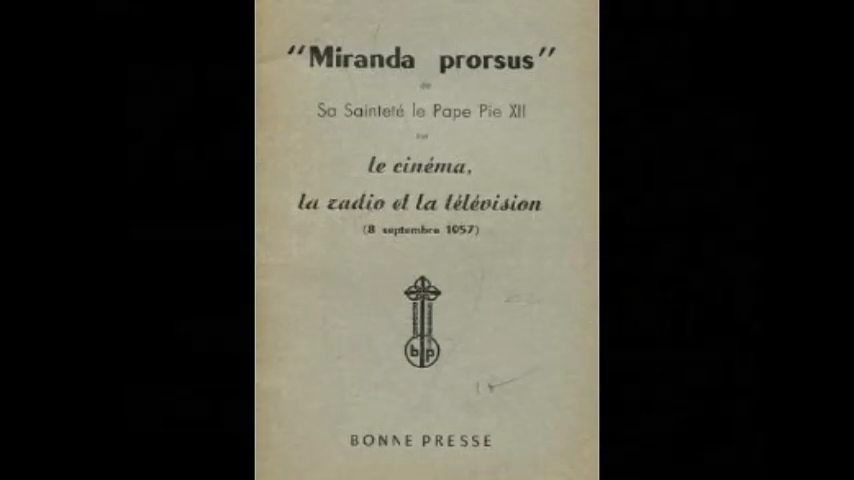 "Miranda prorsus"
de
Sa Sainteté le Pape Pie XII
sur
le cinéma,
la radio et la télévision
(8 septembre 1957)
b p
BONNE PRESSE